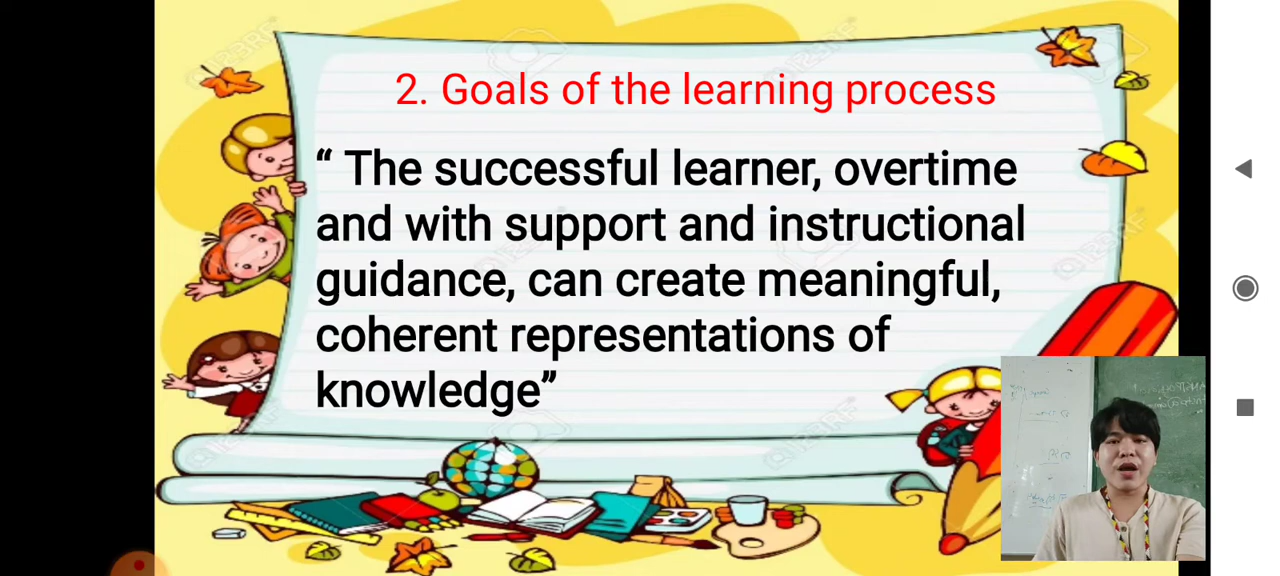 2. Goals of the learning process
“ The successful learner, overtime
and with support and instructional
guidance, can create meaningful,
coherent representations of
knowledge”
123RF